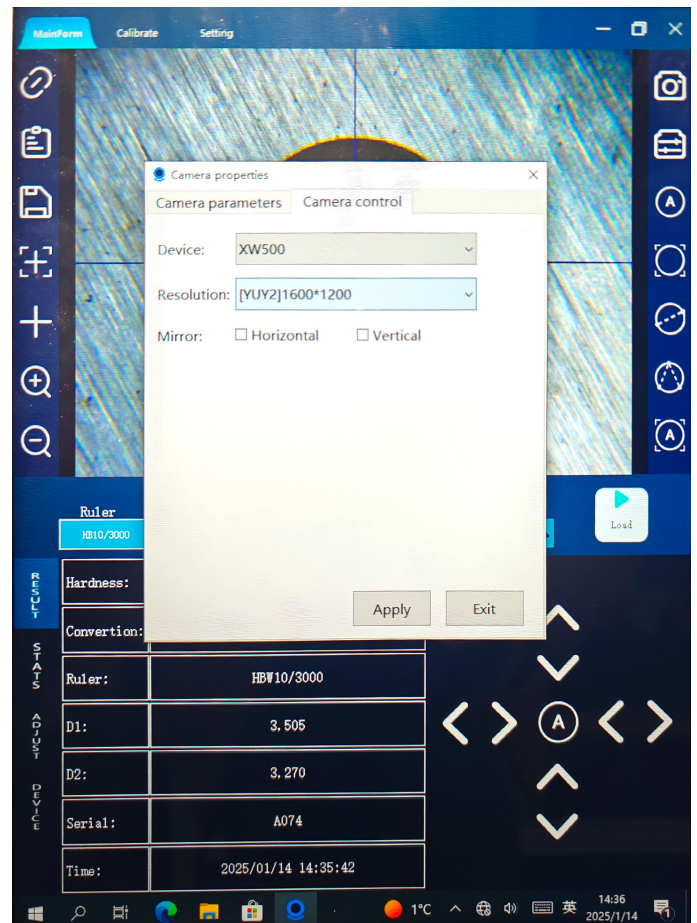 MainForm Calibrate Setting
Camera properties
Camera parameters Camera control
Device: XW500
Resolution: [YUY2]1600*1200
Mirror: Horizontal Vertical
Ruler
HB10/3000
Load
Apply Exit
RESULT
STATS
ADJUST
DEVICE
Hardness:
Convertion:
Ruler: HBW10/3000
D1: 3.505
D2: 3.270
Serial: A074
Time: 2025/01/14 14:35:42
A
A
A
1°C 英 14:36
2025/1/14
1